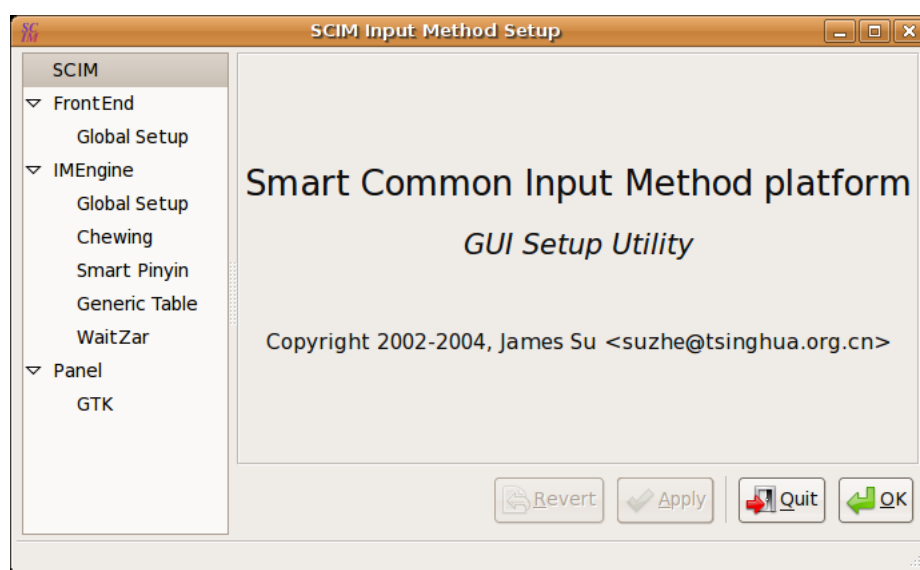 SCIM
SCIM Input Method Setup
SCIM
FrontEnd
Global Setup
IMEngine
Global Setup
Chewing
Smart Pinyin
Generic Table
WaitZar
Panel
GTK
Smart Common Input Method platform
GUI Setup Utility
Copyright 2002-2004, James Su <suzhe@tsinghua.org.cn>
Revert
Apply
Quit
OK